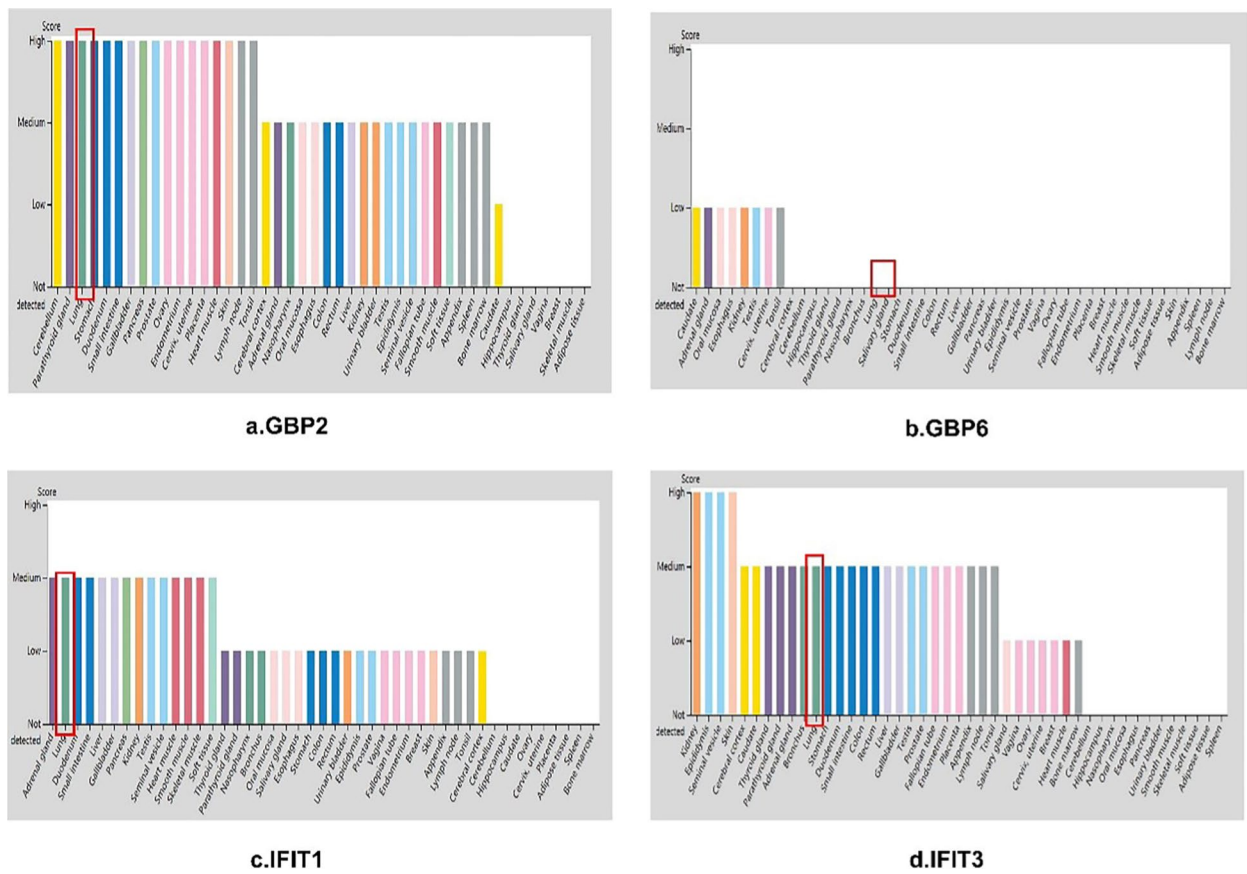 Score
High
Medium
Low
Not
detected
Cerebellum
Parathyroid gland
Lung
Stomach
Duodenum
Small intestine
Gallbladder
Pancreas
Prostate
Ovary
Endometrium
Cervix, uterine
Placenta
Heart muscle
Skin
Lymph node
Tonsil
Cerebral cortex
Adrenal gland
Nasopharynx
Oral mucosa
Esophagus
Colon
Rectum
Liver
Kidney
Urinary bladder
Testis
Epididymis
Seminal vesicle
Fallopian tube
Smooth muscle
Soft tissue
Appendix
Spleen
Bone marrow
Caudate
Hippocampus
Thyroid gland
Salivary gland
Vagina
Breast
Skeletal muscle
Adipose tissue
a.GBP2
Score
High
Medium
Low
Not
detected
Caudate
Adrenal gland
Oral mucosa
Esophagus
Kidney
Testis
Cervix, uterine
Tonsil
Cerebral cortex
Cerebellum
Hippocampus
Thyroid gland
Parathyroid gland
Nasopharynx
Bronchus
Lung
Salivary gland
Stomach
Duodenum
Small intestine
Colon
Rectum
Liver
Gallbladder
Pancreas
Urinary bladder
Epididymis
Seminal vesicle
Prostate
Vagina
Ovary
Fallopian tube
Endometrium
Placenta
Breast
Heart muscle
Smooth muscle
Skeletal muscle
Soft tissue
Adipose tissue
Skin
Appendix
Spleen
Lymph node
Bone marrow
b.GBP6
Score
High
Medium
Low
Not
detected
Adrenal gland
Lung
Duodenum
Small intestine
Liver
Gallbladder
Pancreas
Kidney
Testis
Seminal vesicle
Heart muscle
Smooth muscle
Skeletal muscle
Soft tissue
Thyroid gland
Parathyroid gland
Nasopharynx
Bronchus
Oral mucosa
Salivary gland
Esophagus
Stomach
Colon
Rectum
Urinary bladder
Epididymis
Prostate
Vagina
Fallopian tube
Endometrium
Breast
Skin
Appendix
Lymph node
Tonsil
Cerebral cortex
Cerebellum
Hippocampus
Caudate
Ovary
Cervix, uterine
Placenta
Adipose tissue
Spleen
Bone marrow
c.IFIT1
Score
High
Medium
Low
Not
detected
Kidney
Epididymis
Seminal vesicle
Skin
Cerebral cortex
Caudate
Thyroid gland
Parathyroid gland
Adrenal gland
Bronchus
Lung
Stomach
Duodenum
Small intestine
Colon
Rectum
Liver
Gallbladder
Testis
Prostate
Fallopian tube
Endometrium
Placenta
Appendix
Lymph node
Tonsil
Salivary gland
Vagina
Ovary
Cervix, uterine
Breast
Heart muscle
Bone marrow
Cerebellum
Hippocampus
Nasopharynx
Oral mucosa
Esophagus
Pancreas
Urinary bladder
Smooth muscle
Skeletal muscle
Soft tissue
Adipose tissue
Spleen
d.IFIT3